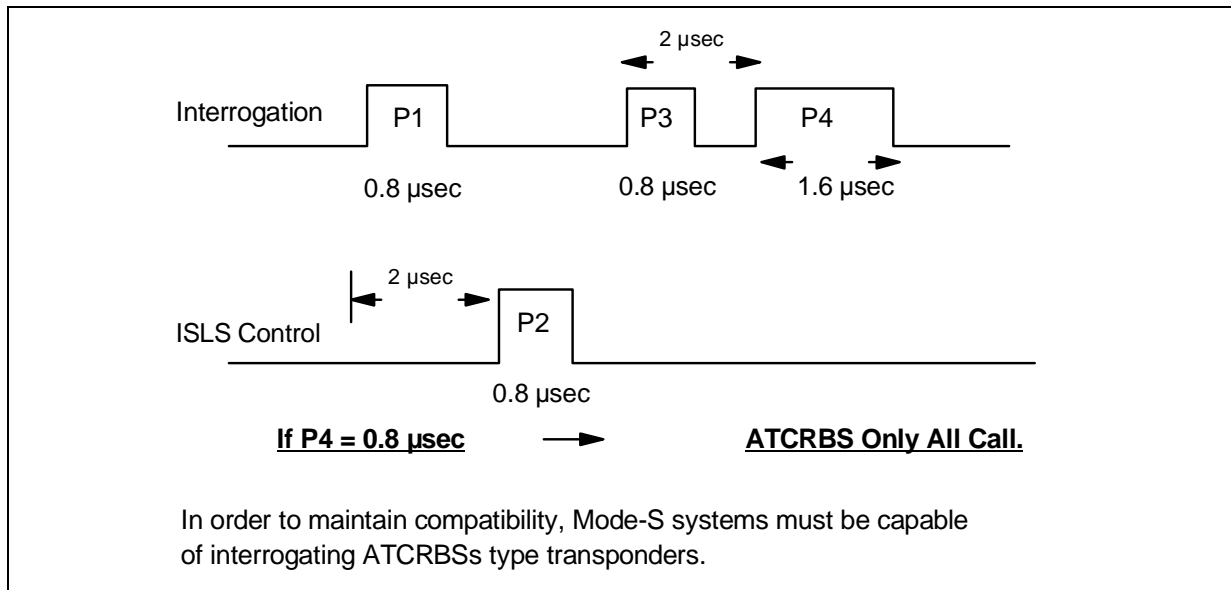 2 µsec
Interrogation
P1
P3
P4
0.8 µsec
0.8 µsec
1.6 µsec
2 µsec
ISLS Control
P2
0.8 µsec
If P4 = 0.8 µsec
ATCRBS Only All Call.
In order to maintain compatibility, Mode-S systems must be capable
of interrogating ATCRBSs type transponders.